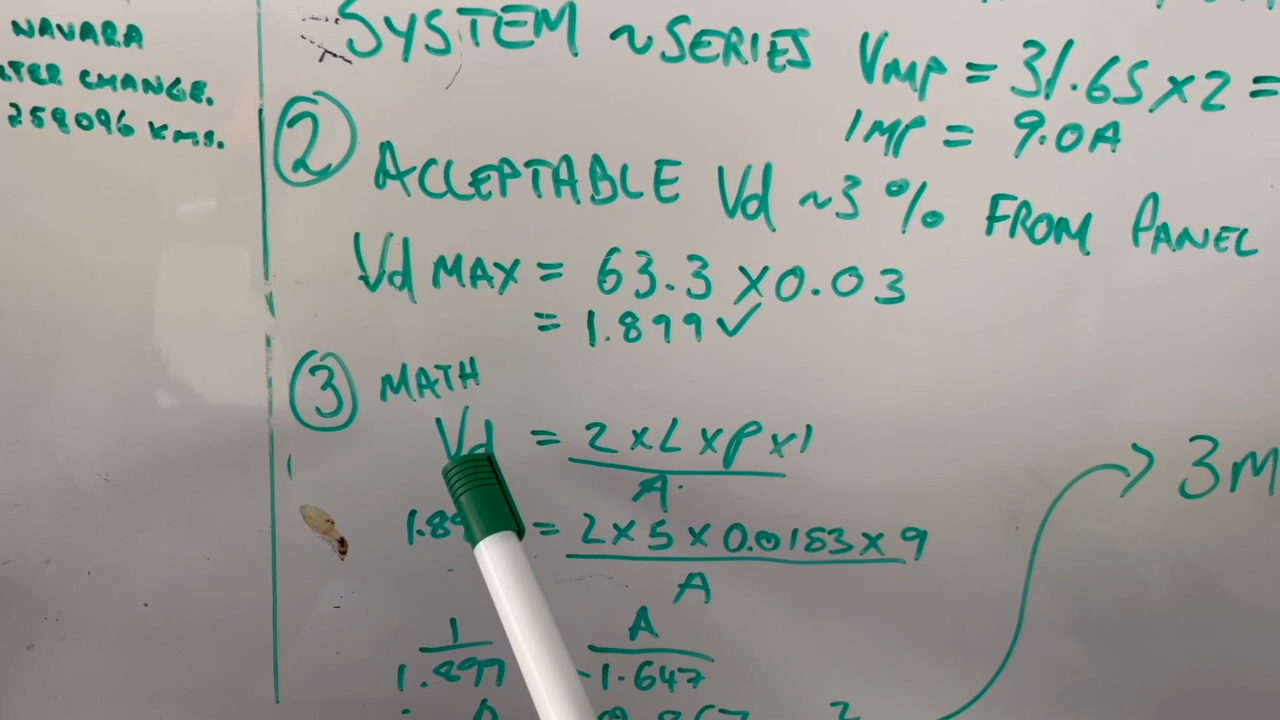 NAVARA
LTER CHANGE.
258096 KMS.
SYSTEM ~SERIES VMP = 31.65 x 2 =
IMP = 9.0A
② ACCEPTABLE Vd ~3% FROM PANEL
Vd MAX = 63.3 x 0.03
= 1.899 ✓
③ MATH
Vd = 2 x L x ρ x I
A
= 2 x 5 x 0.0183 x 9
A
1 A
1.899 1.647
3M